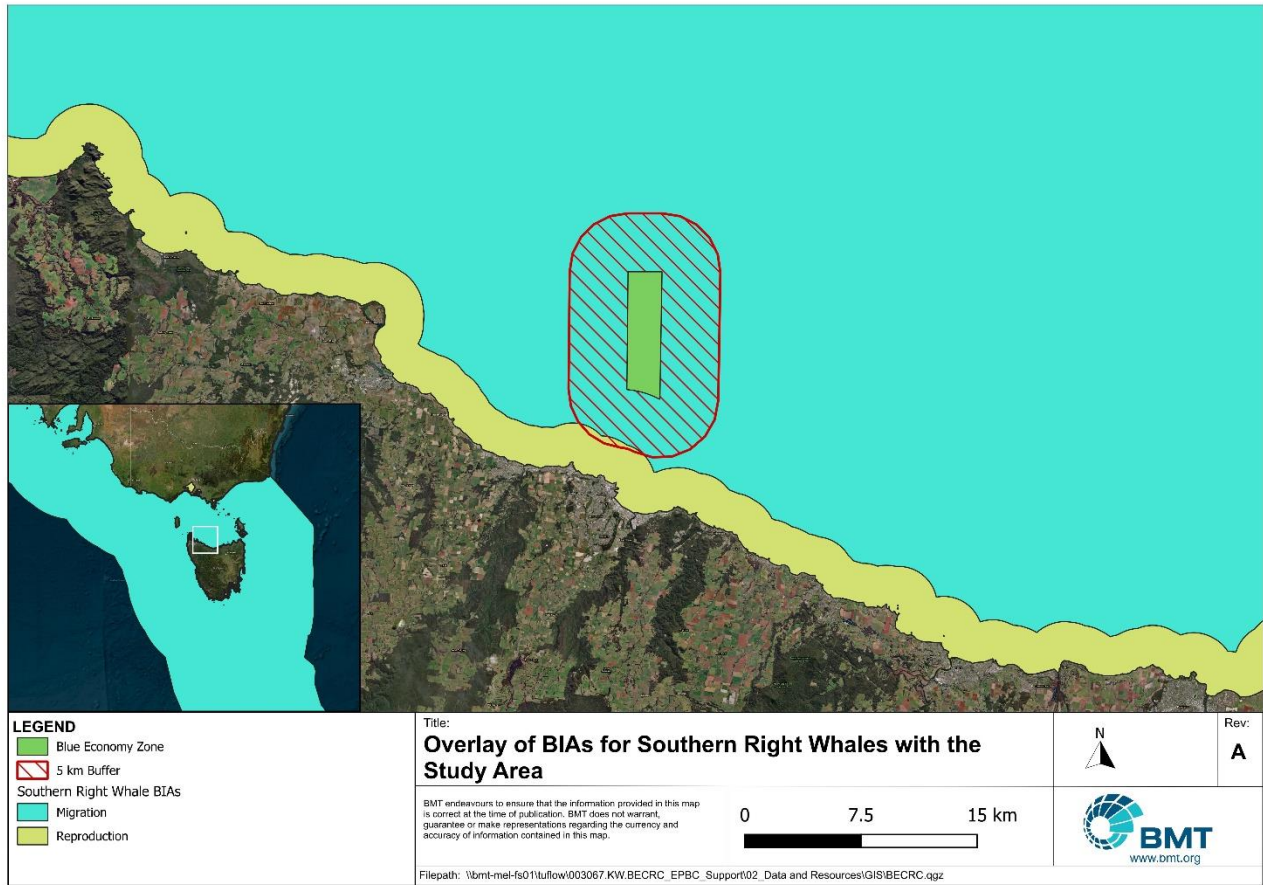 LEGEND
Blue Economy Zone
5 km Buffer
Southern Right Whale BIAs
Migration
Reproduction
Title:
Overlay of BIAs for Southern Right Whales with the
Study Area
BMT endeavours to ensure that the information provided in this map
is correct at the time of publication. BMT does not warrant,
guarantee or make representations regarding the currency and
accuracy of information contained in this map.
N
Rev:
A
0 7.5 15 km
BMT
www.bmt.org
Filepath: \\bmt-mel-fs01\tuflow\003067.KW.BECRC_EPBC_Support\02_Data and Resources\GIS\BECRC.qgz